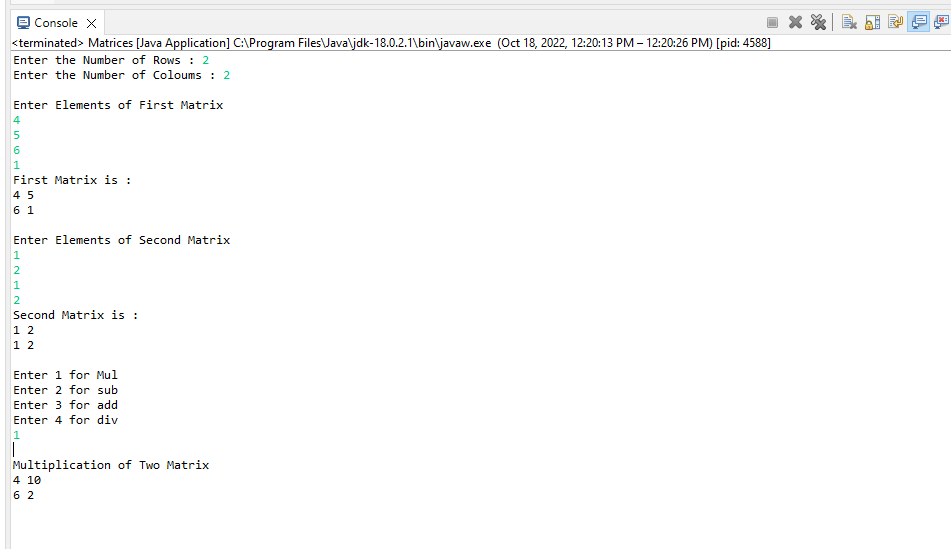 Console
<terminated> Matrices [Java Application] C:\Program Files\Java\jdk-18.0.2.1\bin\javaw.exe (Oct 18, 2022, 12:20:13 PM – 12:20:26 PM) [pid: 4588]
Enter the Number of Rows : 2
Enter the Number of Coloums : 2
Enter Elements of First Matrix
4
5
6
1
First Matrix is :
4 5
6 1
Enter Elements of Second Matrix
1
2
1
2
Second Matrix is :
1 2
1 2
Enter 1 for Mul
Enter 2 for sub
Enter 3 for add
Enter 4 for div
1
Multiplication of Two Matrix
4 10
6 2